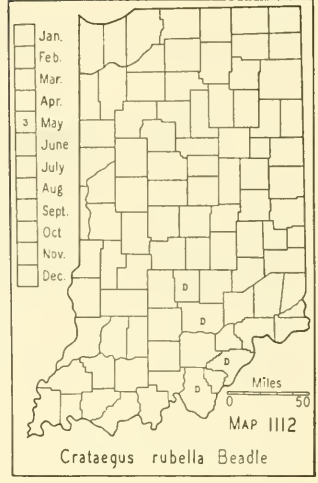 Jan.
Feb.
Mar.
Apr.
3 May
June
July
Aug
Sept.
Oct
Nov.
Dec.
D
D
D
D
Miles
0 50
MAP 1112
Crataegus rubella Beadle